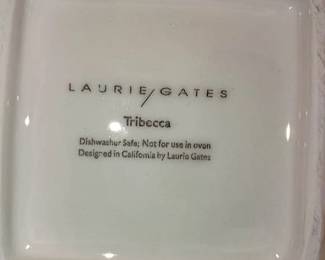 LAURIE/GATES
Tribecca
Dishwasher Safe; Not for use in oven
Designed in California by Laurie Gates